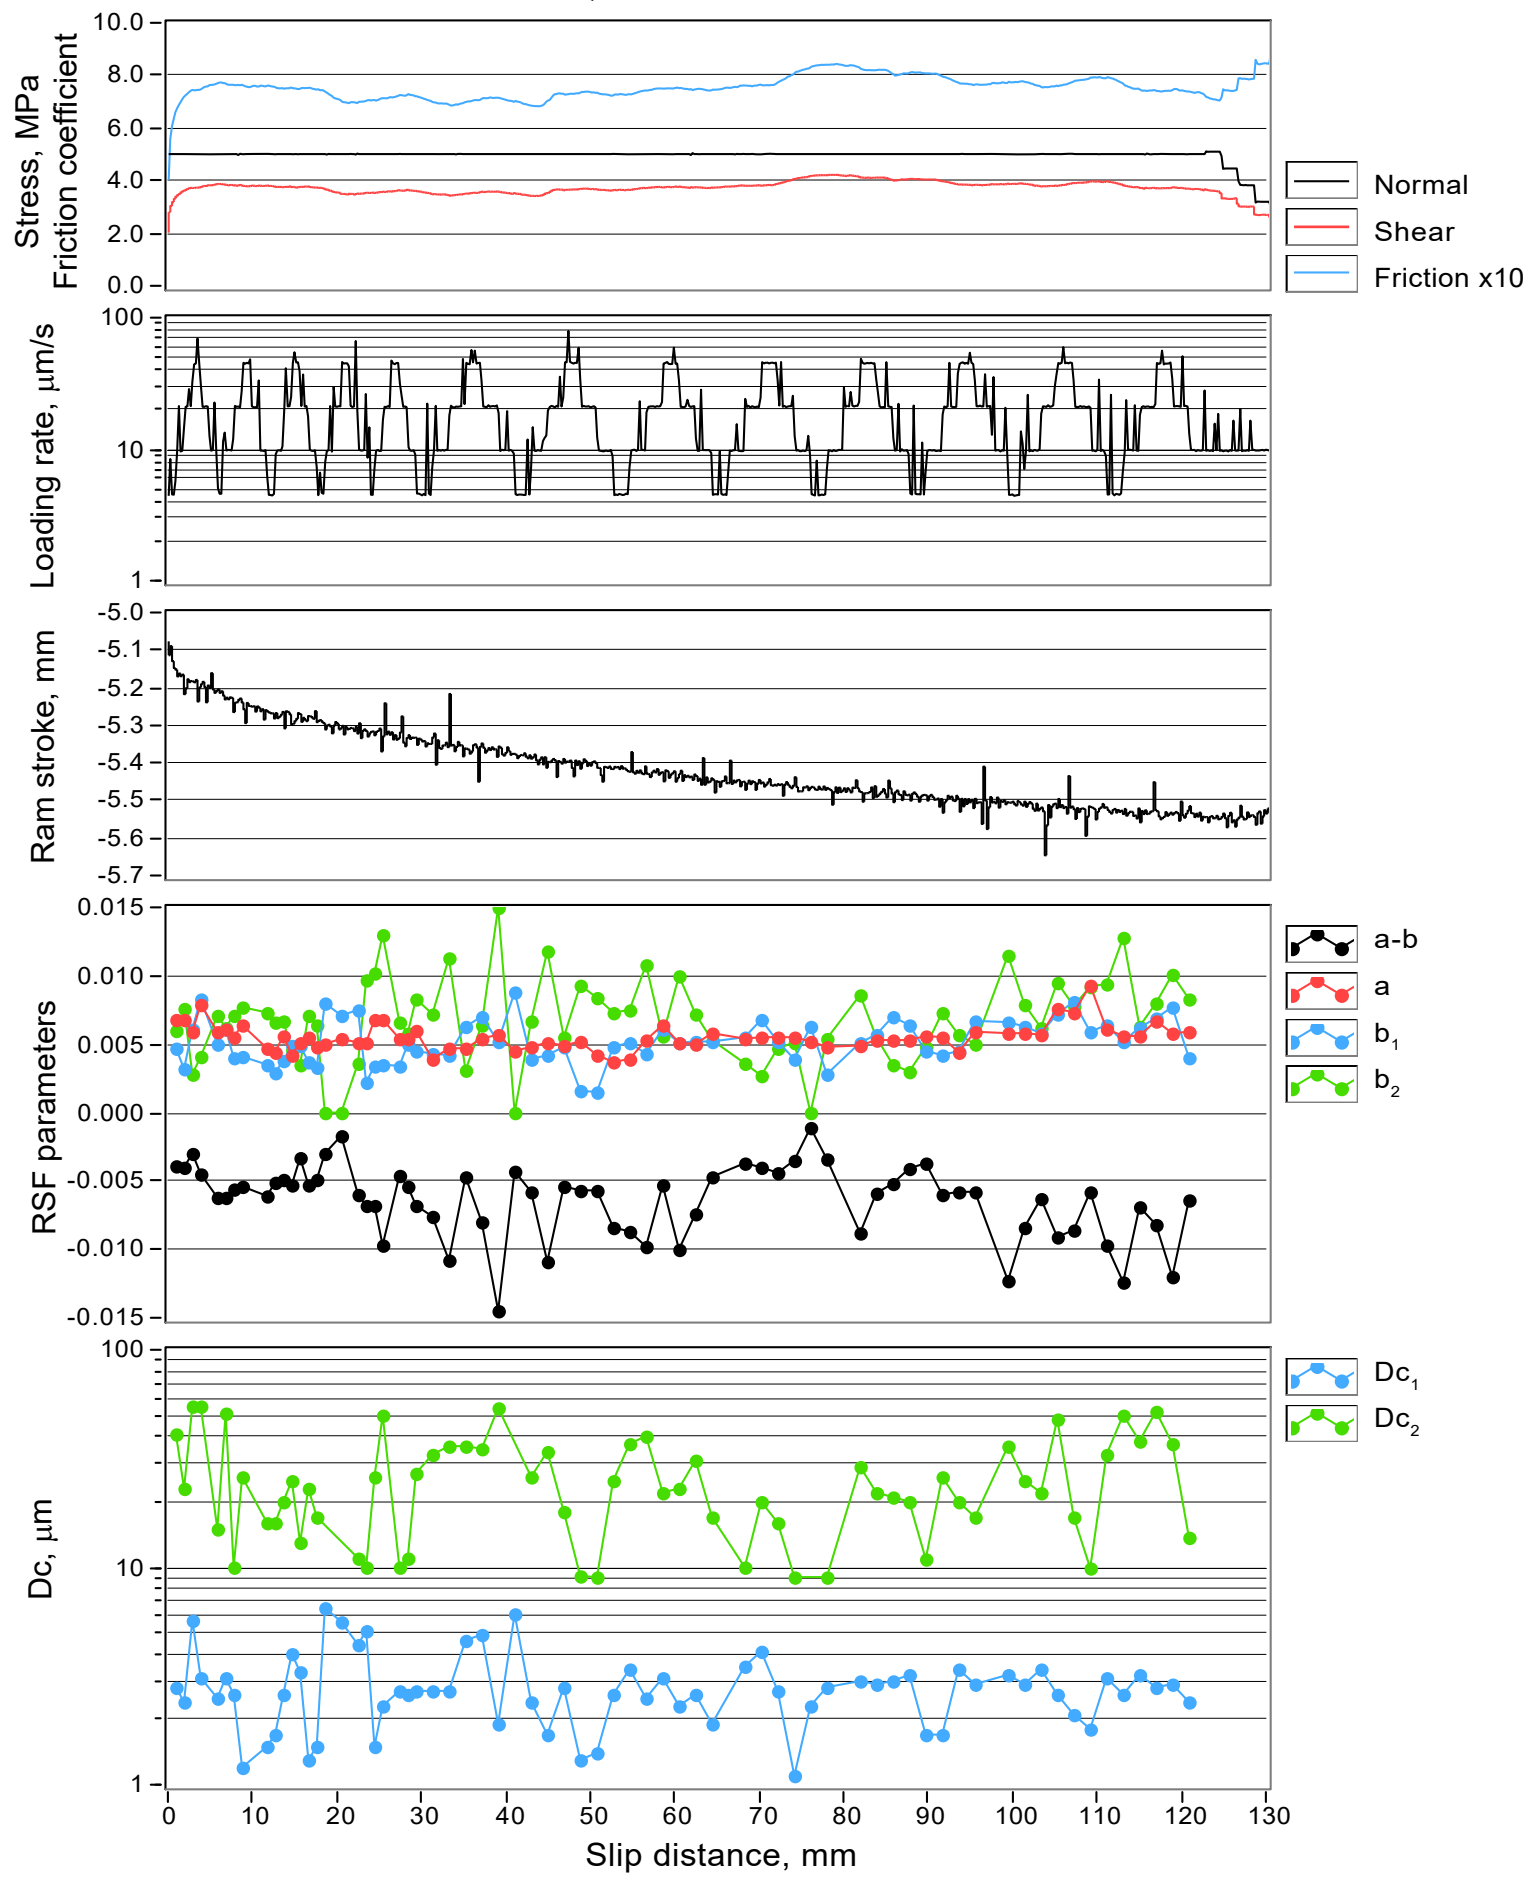 Stress, MPa
Friction coefficient
10.0
8.0
6.0
4.0
2.0
0.0
Normal
Shear
Friction x10
Loading rate, µm/s
100
10
1
Ram stroke, mm
-5.0
-5.1
-5.2
-5.3
-5.4
-5.5
-5.6
-5.7
RSF parameters
0.015
0.010
0.005
0.000
-0.005
-0.010
-0.015
a-b
a
b1
b2
Dc, µm
100
10
1
Dc1
Dc2
0 10 20 30 40 50 60 70 80 90 100 110 120 130
Slip distance, mm